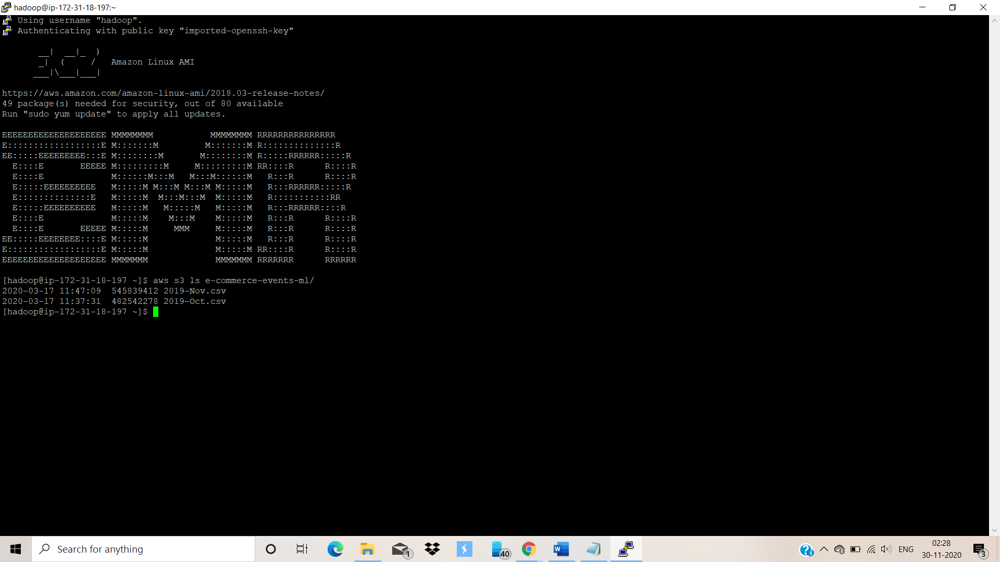 hadoop@ip-172-31-18-197:~
Using username "hadoop".
Authenticating with public key "imported-openssh-key"
       __|  __|_  )
       _|  (     /   Amazon Linux AMI
      ___|\___|___|
https://aws.amazon.com/amazon-linux-ami/2018.03-release-notes/
49 package(s) needed for security, out of 80 available
Run "sudo yum update" to apply all updates.
EEEEEEEEEEEEEEEEEEEE MMMMMMMM           MMMMMMMM RRRRRRRRRRRRRRR
E::::::::::::::::::E M:::::::M         M:::::::M R::::::::::::::R
EE:::::EEEEEEEEE:::E M::::::::M       M::::::::M R:::::RRRRRR:::::R
  E::::E       EEEEE M:::::::::M     M:::::::::M RR::::R      R::::R
  E::::E             M::::::M:::M   M:::M::::::M   R:::R      R::::R
  E:::::EEEEEEEEEE   M:::::M M:::M M:::M M:::::M   R:::RRRRRR:::::R
  E::::::::::::::E   M:::::M  M:::M:::M  M:::::M   R:::::::::::RR
  E:::::EEEEEEEEEE   M:::::M   M:::::M   M:::::M   R:::RRRRRR::::R
  E::::E             M:::::M    M:::M    M:::::M   R:::R      R::::R
  E::::E       EEEEE M:::::M     MMM     M:::::M   R:::R      R::::R
EE:::::EEEEEEEE::::E M:::::M             M:::::M   R:::R      R::::R
E::::::::::::::::::E M:::::M             M:::::M RR::::R      R::::R
EEEEEEEEEEEEEEEEEEEE MMMMMMM             MMMMMMM RRRRRRR      RRRRRR
[hadoop@ip-172-31-18-197 ~]$ aws s3 ls e-commerce-events-ml/
2020-03-17 11:47:09  545839412 2019-Nov.csv
2020-03-17 11:37:31  482542278 2019-Oct.csv
[hadoop@ip-172-31-18-197 ~]$
Search for anything
1
40
W
ENG
02:28
30-11-2020
3